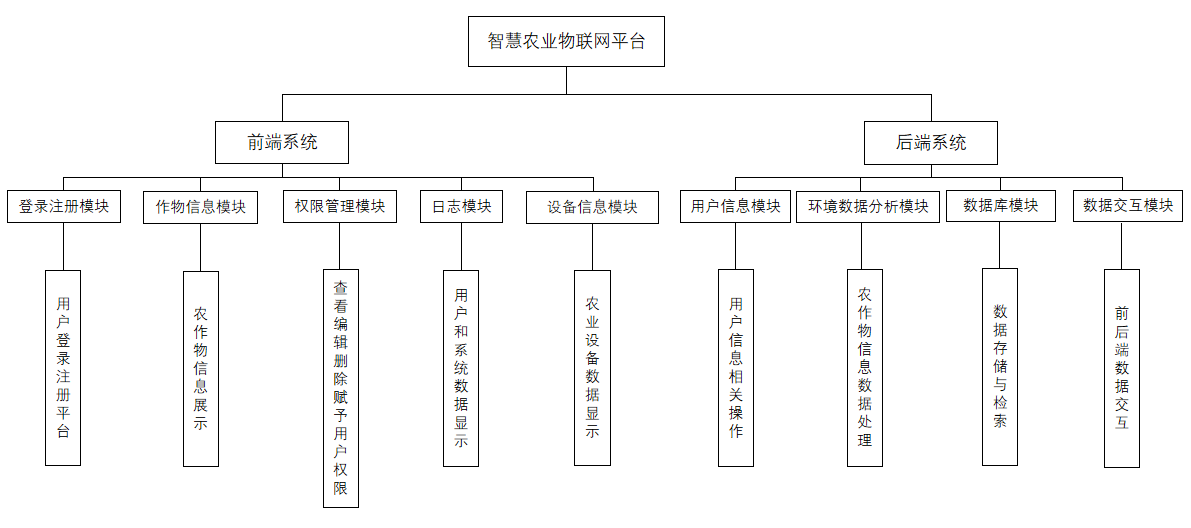 智慧农业物联网平台
前端系统
后端系统
登录注册模块
作物信息模块
权限管理模块
日志模块
设备信息模块
用户信息模块
环境数据分析模块
数据库模块
数据交互模块
用户登录注册平台
农作物信息展示
查看编辑删除赋予用户权限
用户和系统数据显示
农业设备数据显示
用户信息相关操作
农作物信息数据处理
数据存储与检索
前后端数据交互